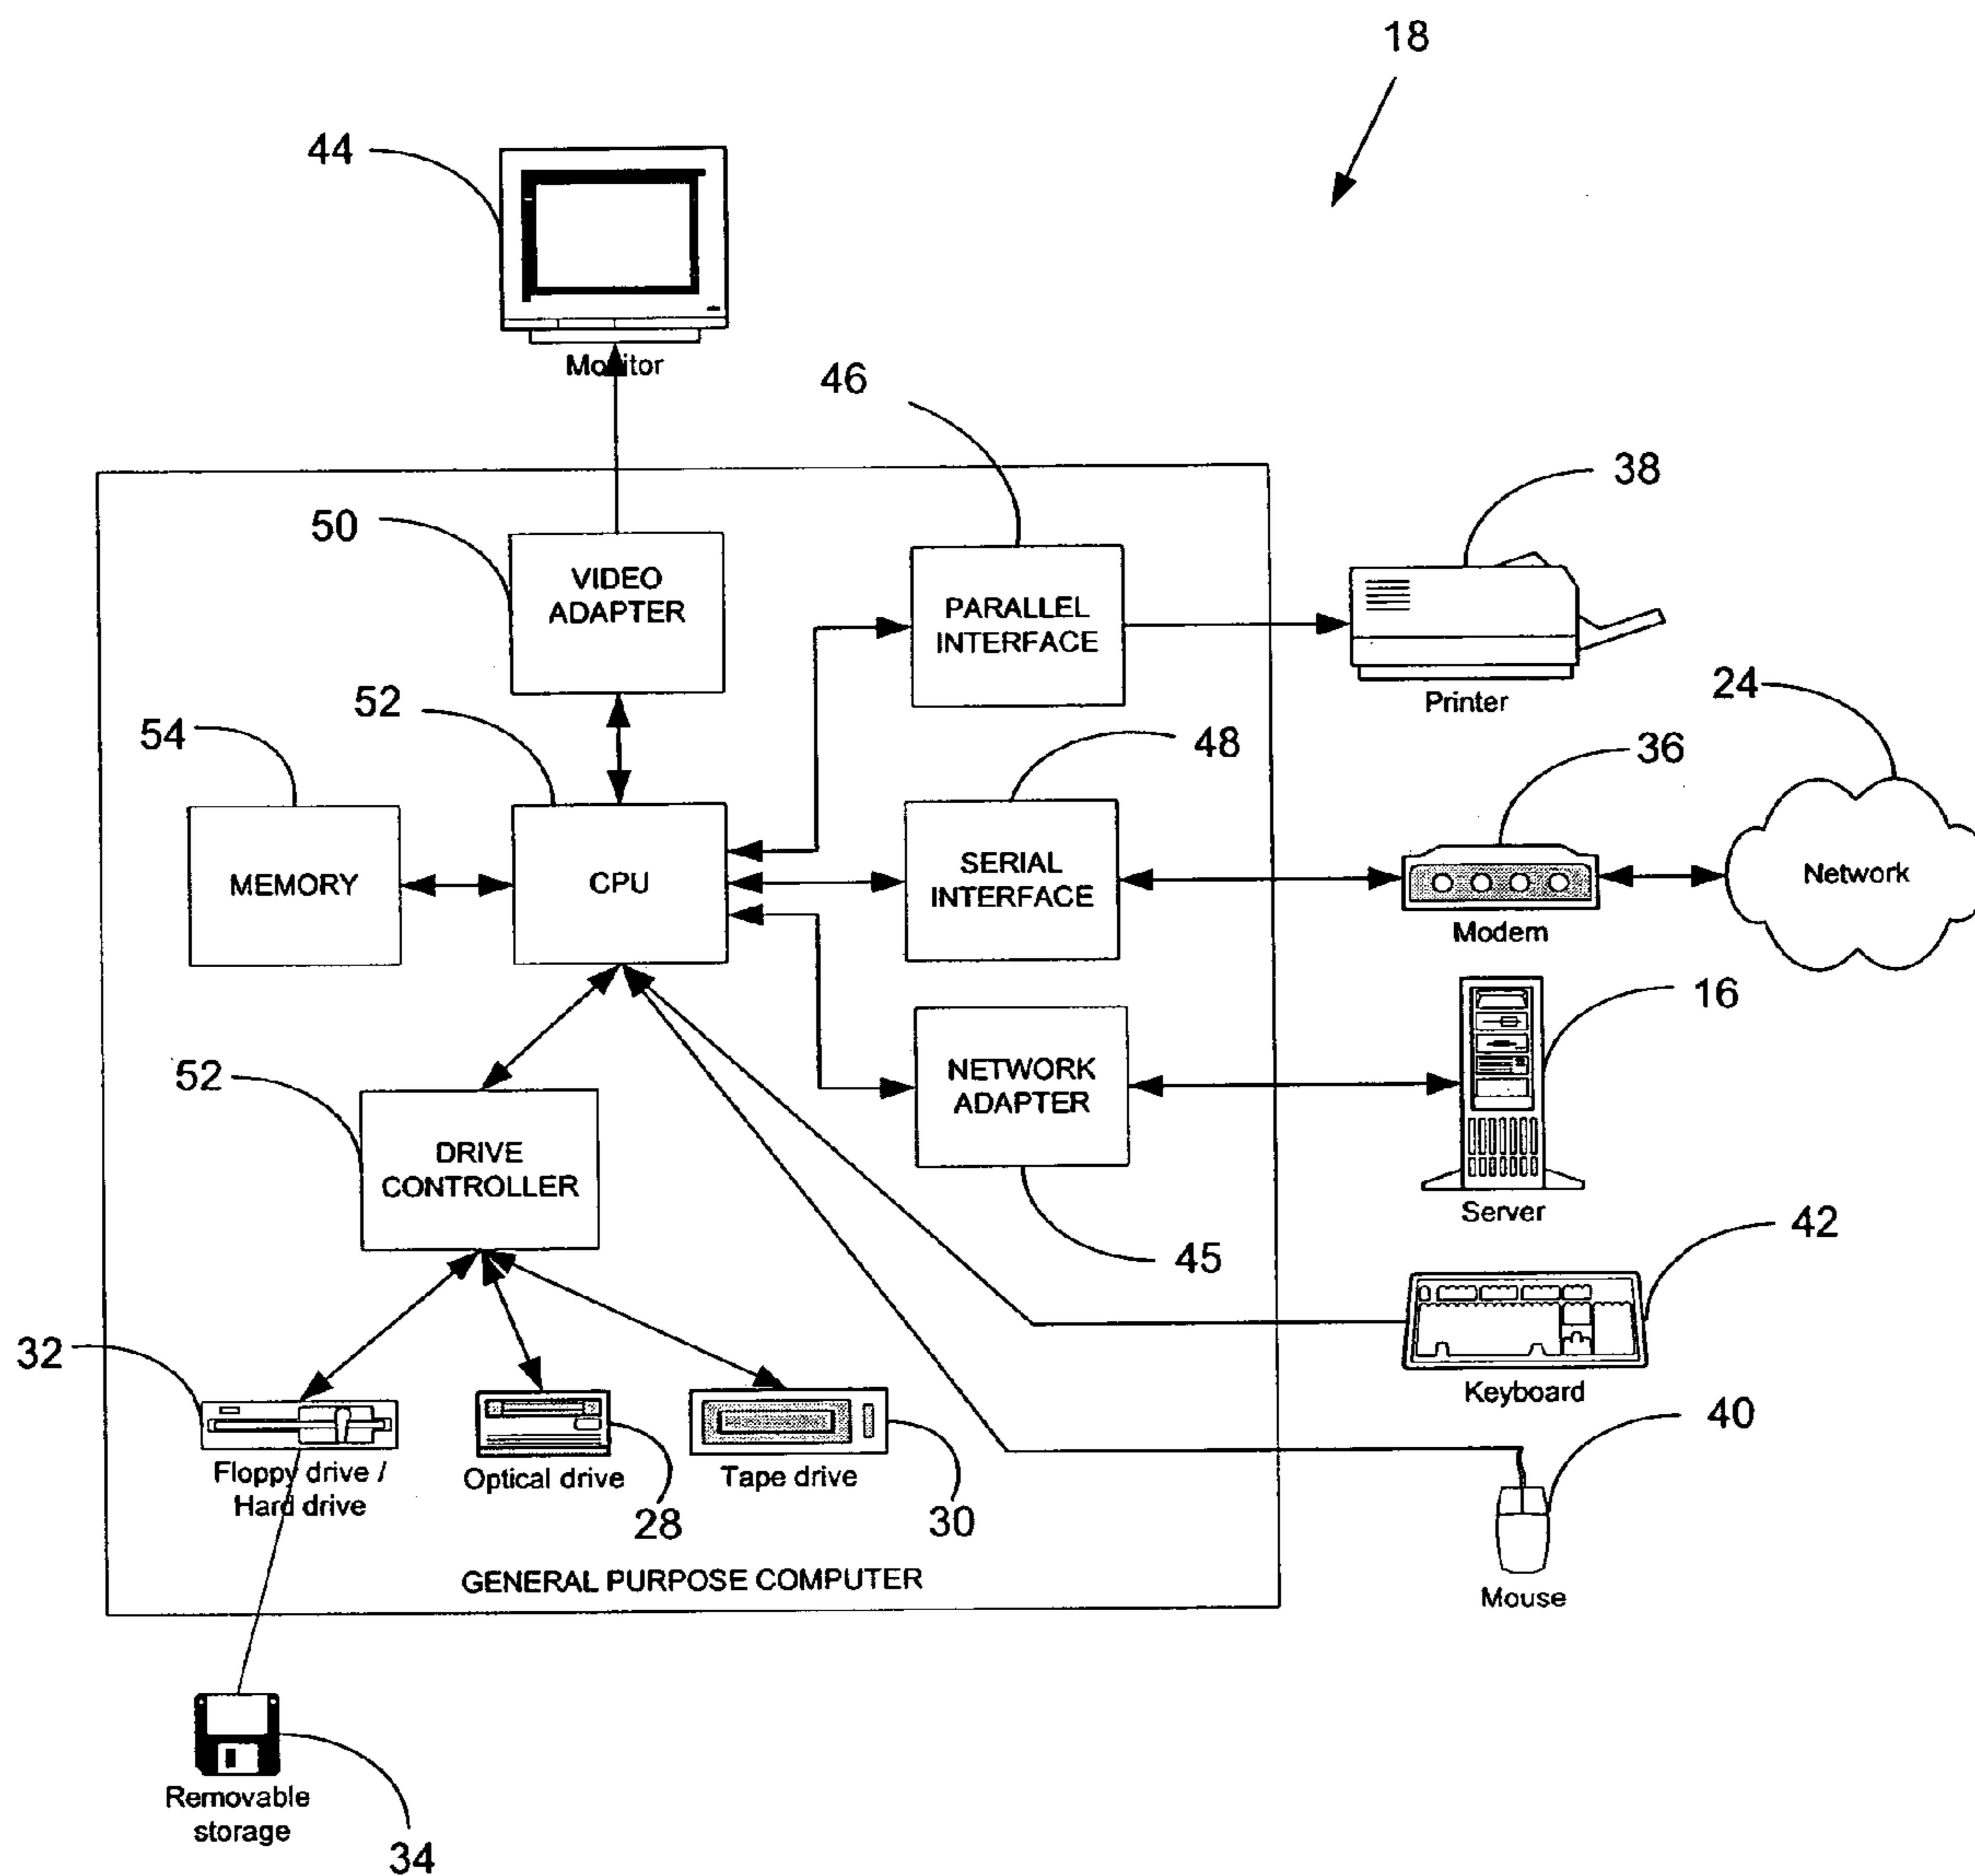 18
44
Monitor
46
38
50
VIDEO
ADAPTER
PARALLEL
INTERFACE
Printer
24
52
54
48
36
MEMORY
CPU
SERIAL
INTERFACE
Modem
Network
16
52
NETWORK
ADAPTER
DRIVE
CONTROLLER
Server
45
42
32
Keyboard
40
Floppy drive /
Hard drive
Optical drive
Tape drive
28
30
GENERAL PURPOSE COMPUTER
Mouse
Removable
storage
34